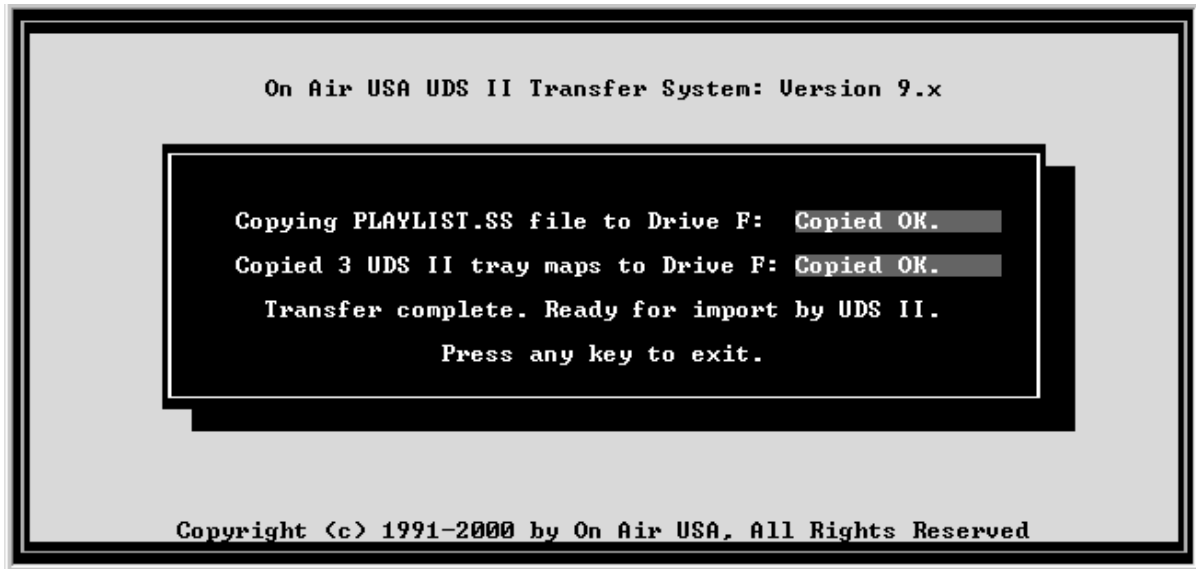 On Air USA UDS II Transfer System: Version 9.x
Copying PLAYLIST.SS file to Drive F: Copied OK.
Copied 3 UDS II tray maps to Drive F: Copied OK.
Transfer complete. Ready for import by UDS II.
Press any key to exit.
Copyright (c) 1991-2000 by On Air USA, All Rights Reserved